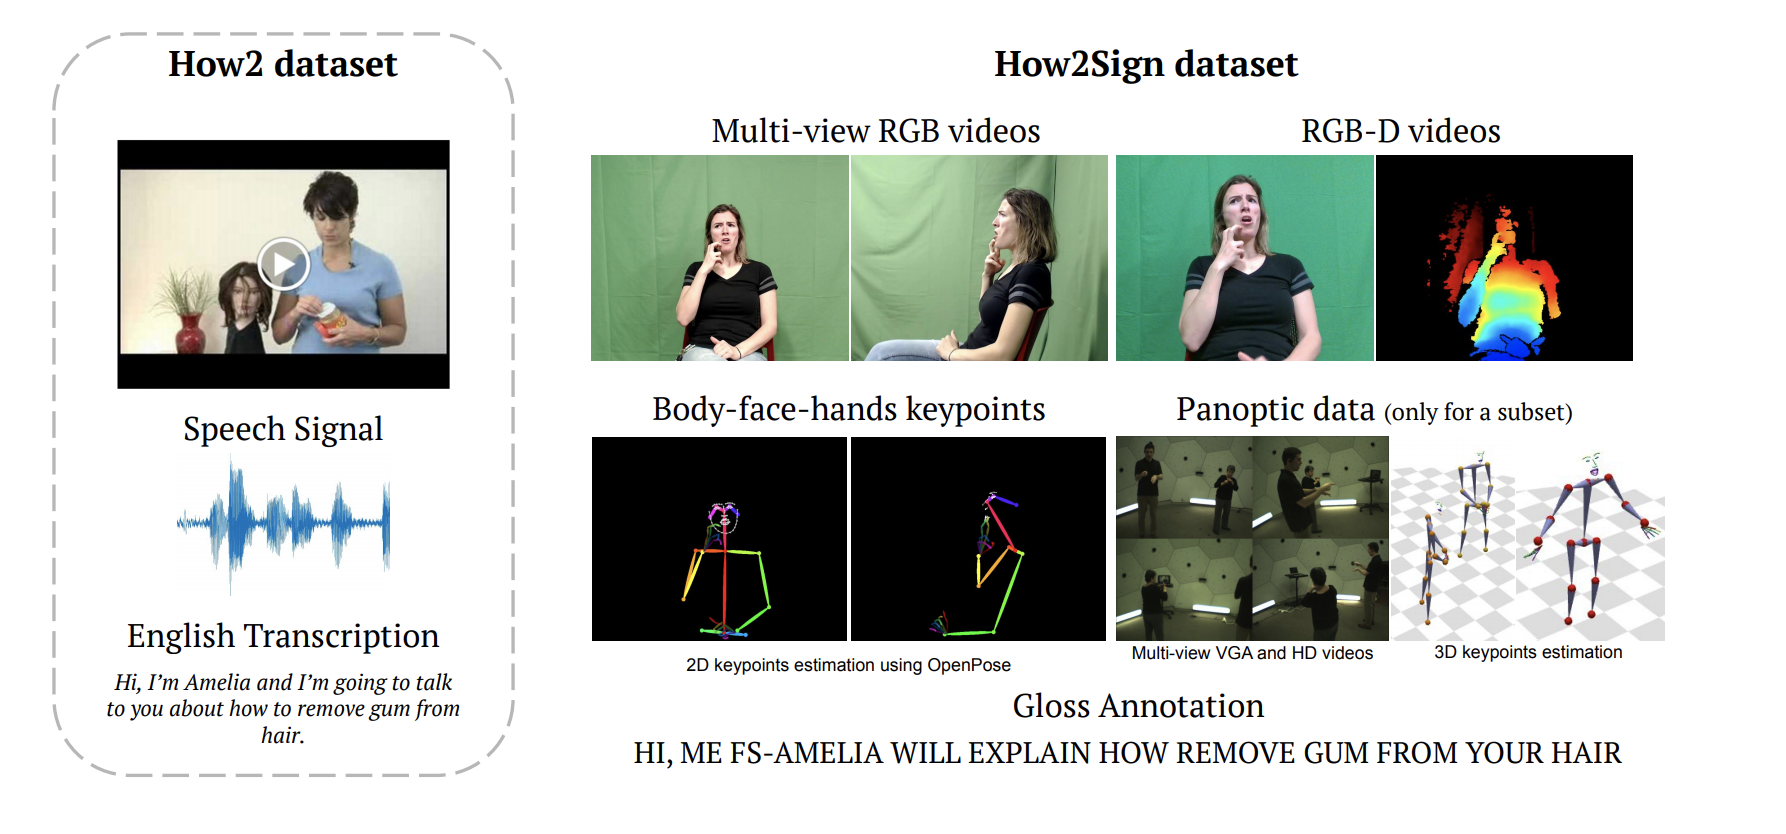 How2 dataset
Speech Signal
English Transcription
Hi, I'm Amelia and I'm going to talk
to you about how to remove gum from
hair.
How2Sign dataset
Multi-view RGB videos
RGB-D videos
Body-face-hands keypoints
Panoptic data (only for a subset)
2D keypoints estimation using OpenPose
Multi-view VGA and HD videos
3D keypoints estimation
Gloss Annotation
HI, ME FS-AMELIA WILL EXPLAIN HOW REMOVE GUM FROM YOUR HAIR